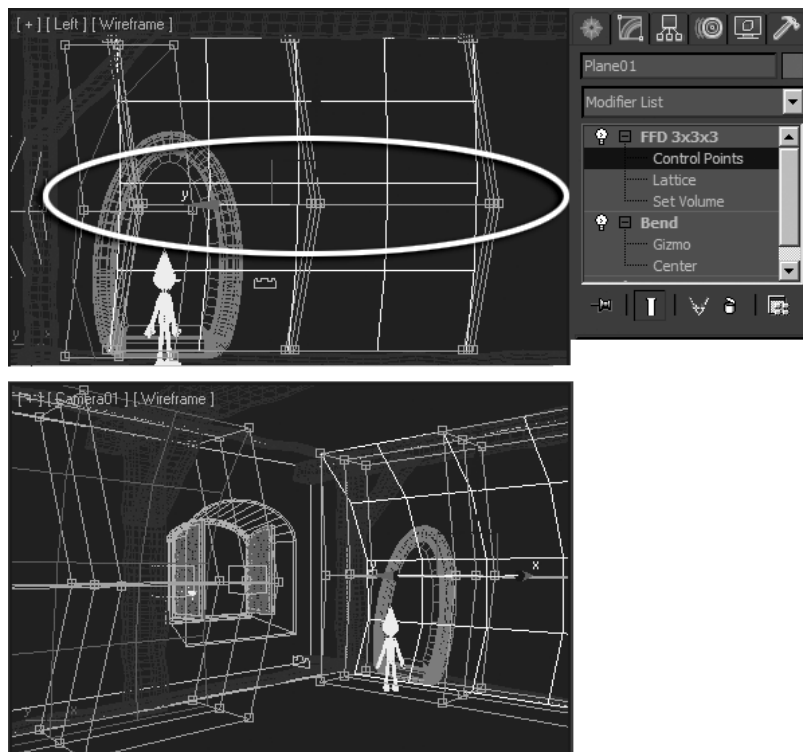 [ + ] [ Left ] [ Wireframe ]
y
y x
Plane01
Modifier List
FFD 3x3x3
Control Points
Lattice
Set Volume
Bend
Gizmo
Center
[ + ] [ Camera01 ] [ Wireframe ]
y
x
y x